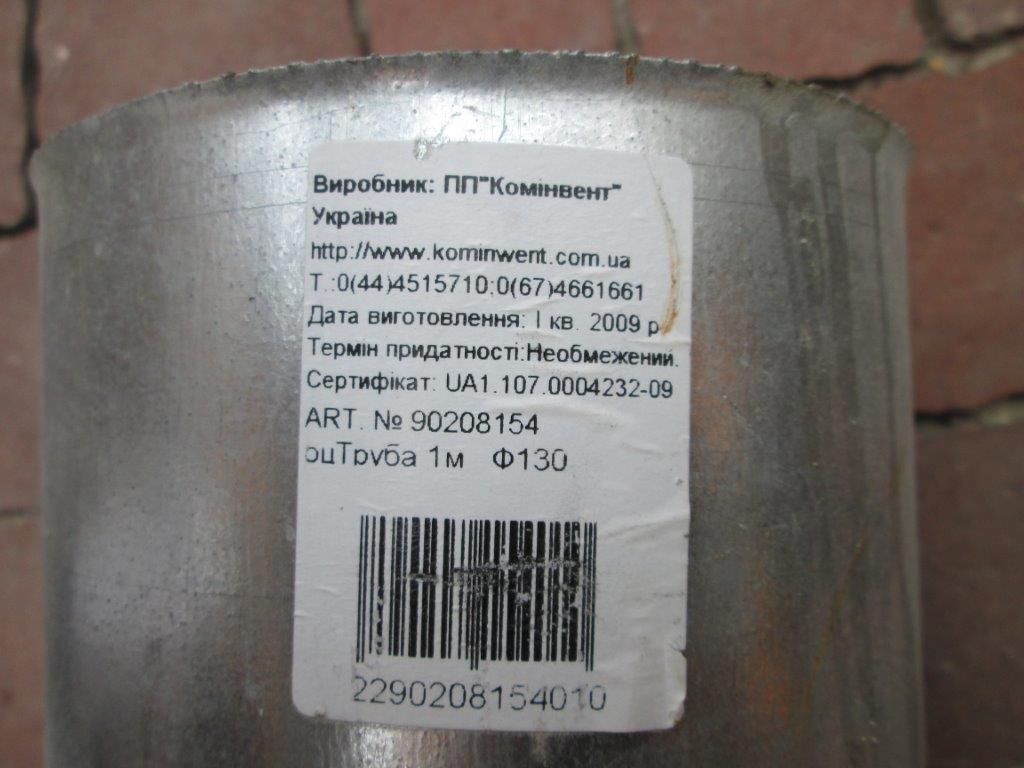 Виробник: ПП"Комінвент"
Україна
http://www.kominwent.com.ua
Т.:0(44)4515710;0(67)4661661
Дата виготовлення: І кв. 2009 р.
Термін придатності:Необмежений.
Сертифікат: UA1.107.0004232-09
ART. № 90208154
оцТруба 1м Ф130
2290208154010